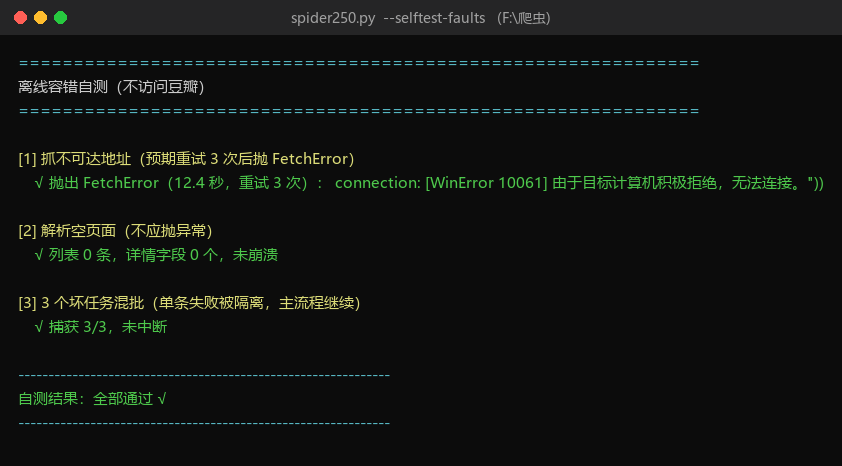 spider250.py --selftest-faults (F:\爬虫)
==============================================================
离线容错自测（不访问豆瓣）
==============================================================
[1] 抓不可达地址（预期重试 3 次后抛 FetchError）
√ 抛出 FetchError（12.4 秒，重试 3 次）： connection: [WinError 10061] 由于目标计算机积极拒绝，无法连接。"))
[2] 解析空页面（不应抛异常）
√ 列表 0 条，详情字段 0 个，未崩溃
[3] 3 个坏任务混批（单条失败被隔离，主流程继续）
√ 捕获 3/3，未中断
--------------------------------------------------------------
自测结果：全部通过 √
--------------------------------------------------------------